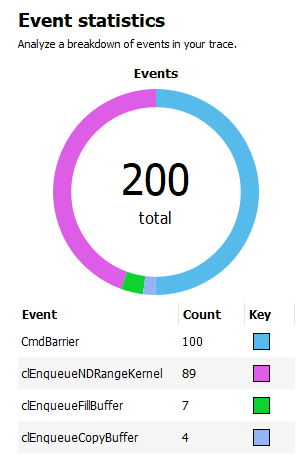 Event statistics
Analyze a breakdown of events in your trace.
Events
200
total
Event Count Key
CmdBarrier 100
clEnqueueNDRangeKernel 89
clEnqueueFillBuffer 7
clEnqueueCopyBuffer 4